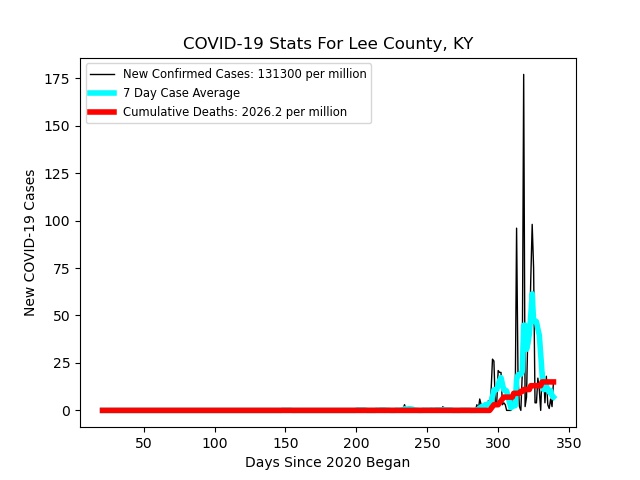 COVID-19 Stats For Lee County, KY
New Confirmed Cases: 131300 per million
7 Day Case Average
Cumulative Deaths: 2026.2 per million
New COVID-19 Cases
175
150
125
100
75
50
25
0
50 100 150 200 250 300 350
Days Since 2020 Began